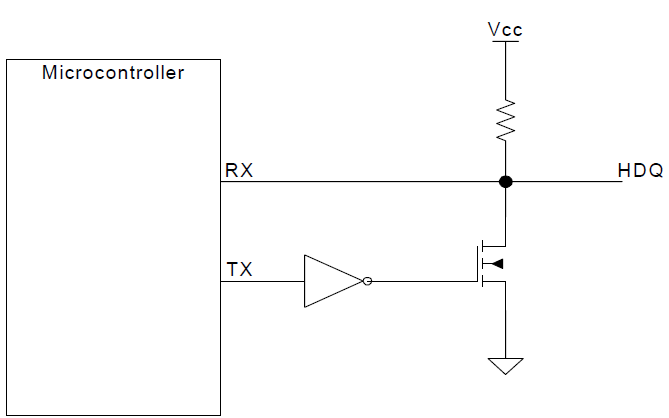 Vcc
Microcontroller
RX
HDQ
TX